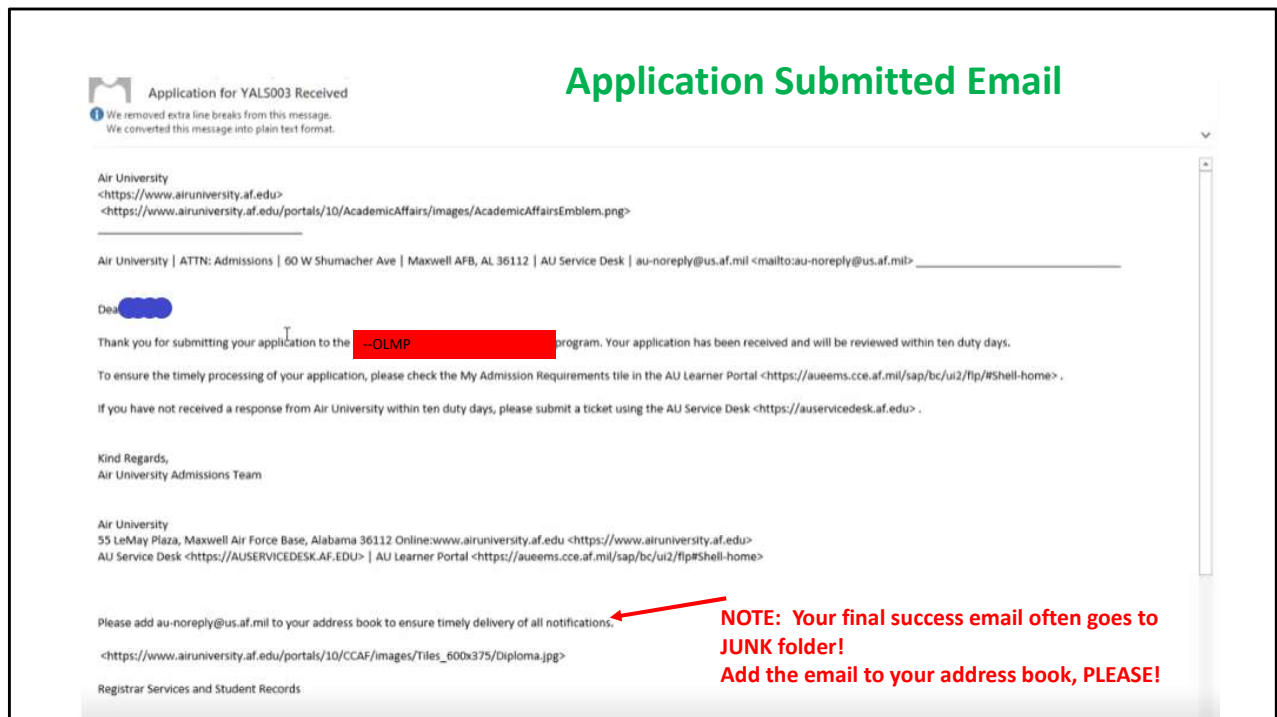 Application Submitted Email
Application for YALS003 Received
We removed extra line breaks from this message.
We converted this message into plain text format.
Air University
<https://www.airuniversity.af.edu>
<https://www.airuniversity.af.edu/portals/10/AcademicAffairs/images/AcademicAffairsEmblem.png>
Air University | ATTN: Admissions | 60 W Shumacher Ave | Maxwell AFB, AL 36112 | AU Service Desk | au-noreply@us.af.mil <mailto:au-noreply@us.af.mil>
Dea
Thank you for submitting your application to the --OLMP program. Your application has been received and will be reviewed within ten duty days.
To ensure the timely processing of your application, please check the My Admission Requirements tile in the AU Learner Portal <https://aueems.cce.af.mil/sap/bc/ui2/flp/#Shell-home> .
If you have not received a response from Air University within ten duty days, please submit a ticket using the AU Service Desk <https://auservicedesk.af.edu> .
Kind Regards,
Air University Admissions Team
Air University
55 LeMay Plaza, Maxwell Air Force Base, Alabama 36112 Online:www.airuniversity.af.edu <https://www.airuniversity.af.edu>
AU Service Desk <https://AUSERVICEDESK.AF.EDU> | AU Learner Portal <https://aueems.cce.af.mil/sap/bc/ui2/flp#Shell-home>
Please add au-noreply@us.af.mil to your address book to ensure timely delivery of all notifications.
<https://www.airuniversity.af.edu/portals/10/CCAF/images/Tiles_600x375/Diploma.jpg>
Registrar Services and Student Records
NOTE: Your final success email often goes to
JUNK folder!
Add the email to your address book, PLEASE!